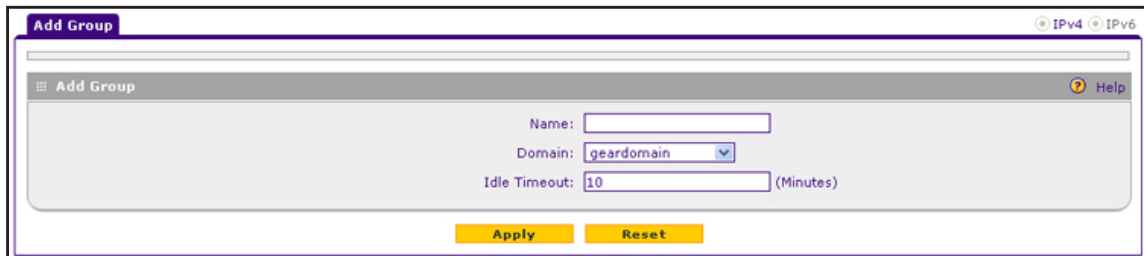 Add Group
IPv4 IPv6
Add Group
Help
Name:
Domain: geardomain
Idle Timeout: 10 (Minutes)
Apply Reset